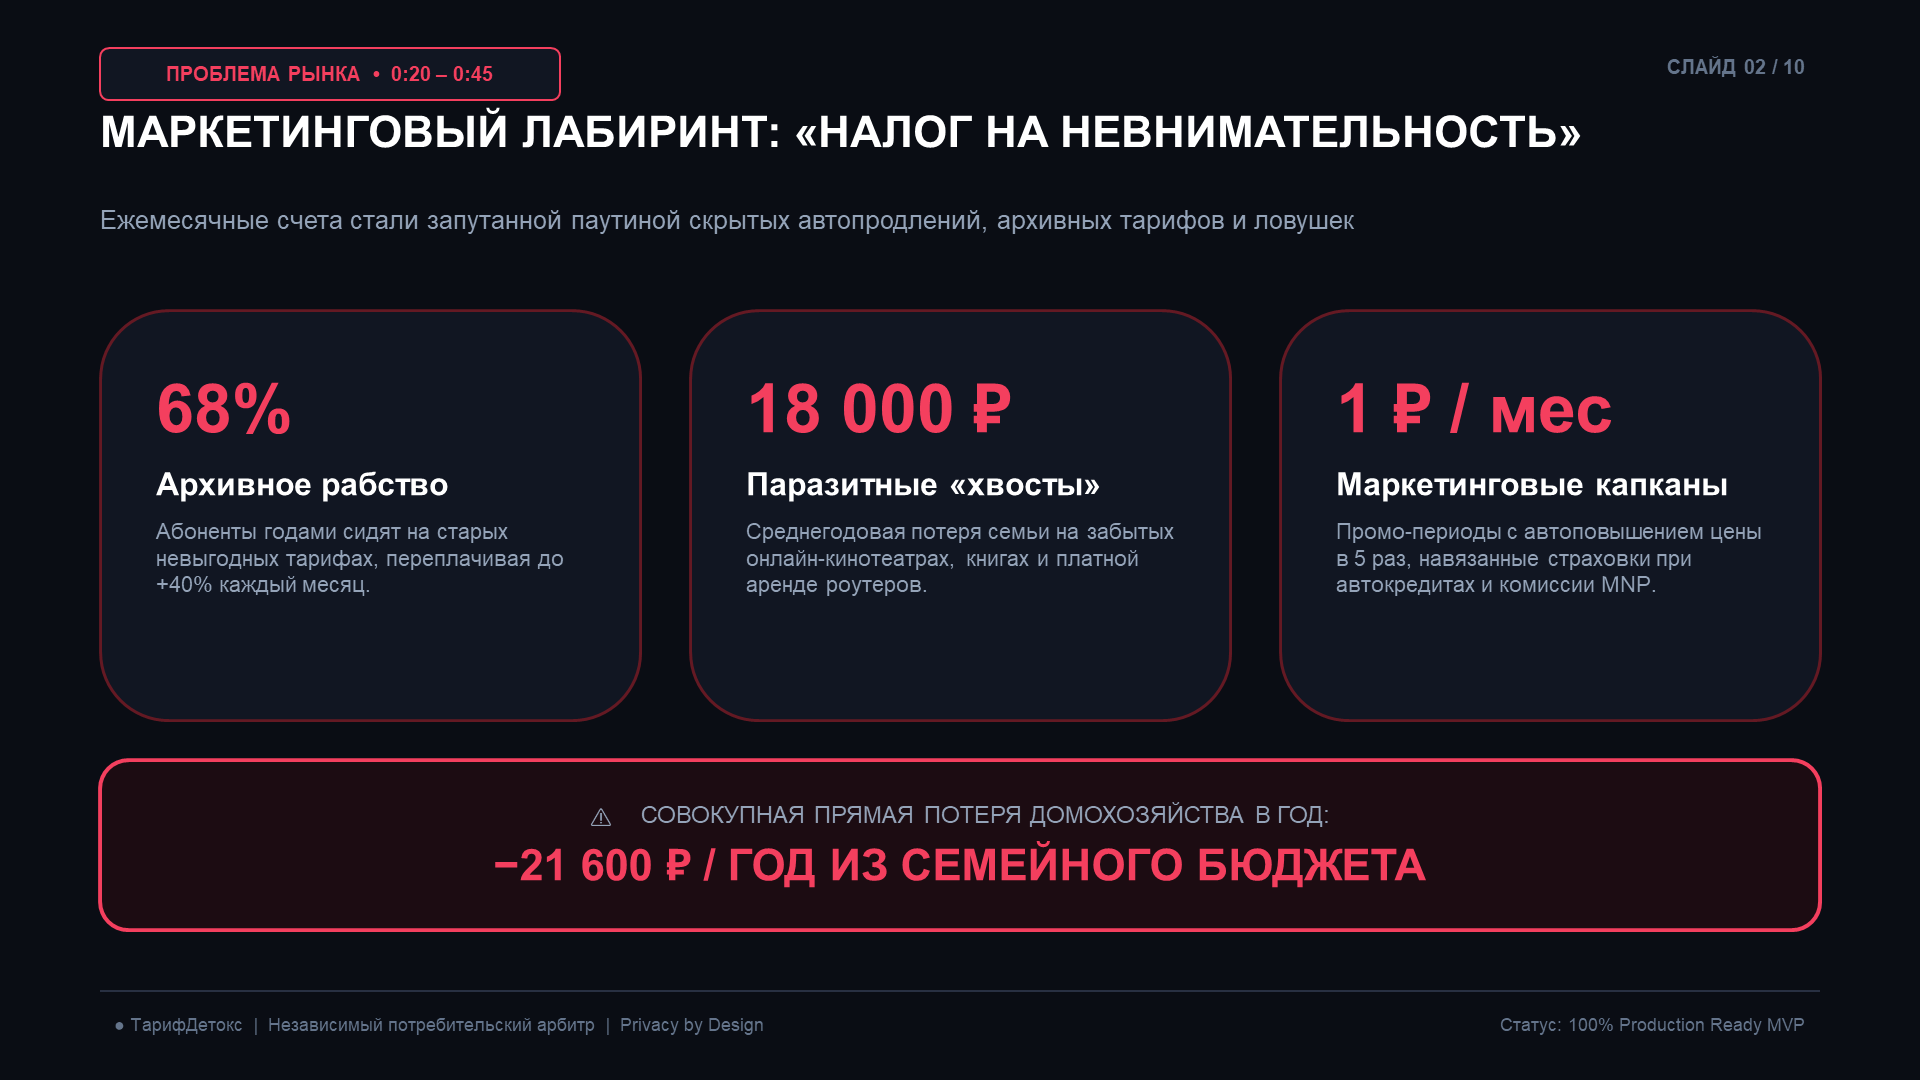 ПРОБЛЕМА РЫНКА • 0:20 – 0:45
СЛАЙД 02 / 10
МАРКЕТИНГОВЫЙ ЛАБИРИНТ: «НАЛОГ НА НЕВНИМАТЕЛЬНОСТЬ»
Ежемесячные счета стали запутанной паутиной скрытых автопродлений, архивных тарифов и ловушек
68%
Архивное рабство
Абоненты годами сидят на старых
невыгодных тарифах, переплачивая до
+40% каждый месяц.
18 000 ₽
Паразитные «хвосты»
Среднегодовая потеря семьи на забытых
онлайн-кинотеатрах, книгах и платной
аренде роутеров.
1 ₽ / мес
Маркетинговые капканы
Промо-периоды с автоповышением цены
в 5 раз, навязанные страховки при
автокредитах и комиссии MNP.
⚠ СОВОКУПНАЯ ПРЯМАЯ ПОТЕРЯ ДОМОХОЗЯЙСТВА В ГОД:
−21 600 ₽ / ГОД ИЗ СЕМЕЙНОГО БЮДЖЕТА
● ТарифДетокс | Независимый потребительский арбитр | Privacy by Design
Статус: 100% Production Ready MVP